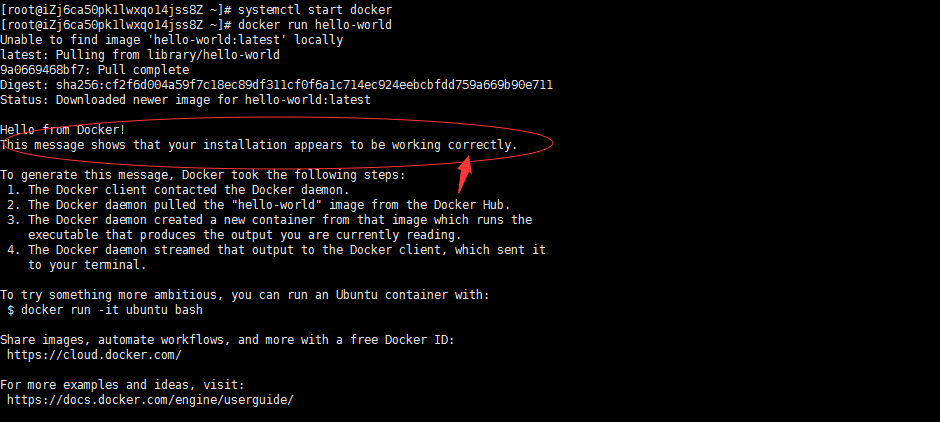 [root@iZj6ca50pk1lwxqo14jss8Z ~]# systemctl start docker
[root@iZj6ca50pk1lwxqo14jss8Z ~]# docker run hello-world
Unable to find image 'hello-world:latest' locally
latest: Pulling from library/hello-world
9a0669468bf7: Pull complete
Digest: sha256:cf2f6d004a59f7c18ec89df311cf0f6a1c714ec924eebcbfdd759a669b90e711
Status: Downloaded newer image for hello-world:latest
Hello from Docker!
This message shows that your installation appears to be working correctly.
To generate this message, Docker took the following steps:
1. The Docker client contacted the Docker daemon.
2. The Docker daemon pulled the "hello-world" image from the Docker Hub.
3. The Docker daemon created a new container from that image which runs the
executable that produces the output you are currently reading.
4. The Docker daemon streamed that output to the Docker client, which sent it
to your terminal.
To try something more ambitious, you can run an Ubuntu container with:
$ docker run -it ubuntu bash
Share images, automate workflows, and more with a free Docker ID:
https://cloud.docker.com/
For more examples and ideas, visit:
https://docs.docker.com/engine/userguide/